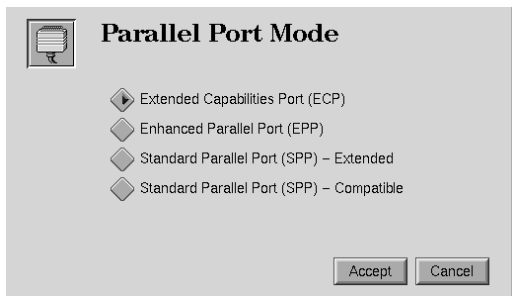 Parallel Port Mode
Extended Capabilities Port (ECP)
Enhanced Parallel Port (EPP)
Standard Parallel Port (SPP) – Extended
Standard Parallel Port (SPP) – Compatible
Accept
Cancel